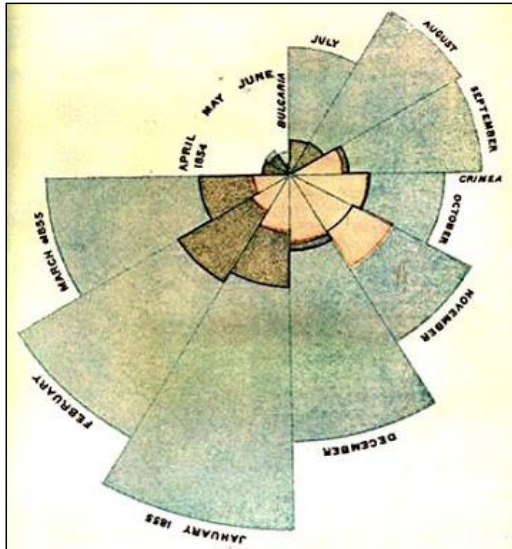 APRIL
1854
MAY
JUNE
BULGARIA
JULY
AUGUST
SEPTEMBER
CRIMEA
OCTOBER
NOVEMBER
DECEMBER
JANUARY 1855
FEBRUARY
MARCH 1855